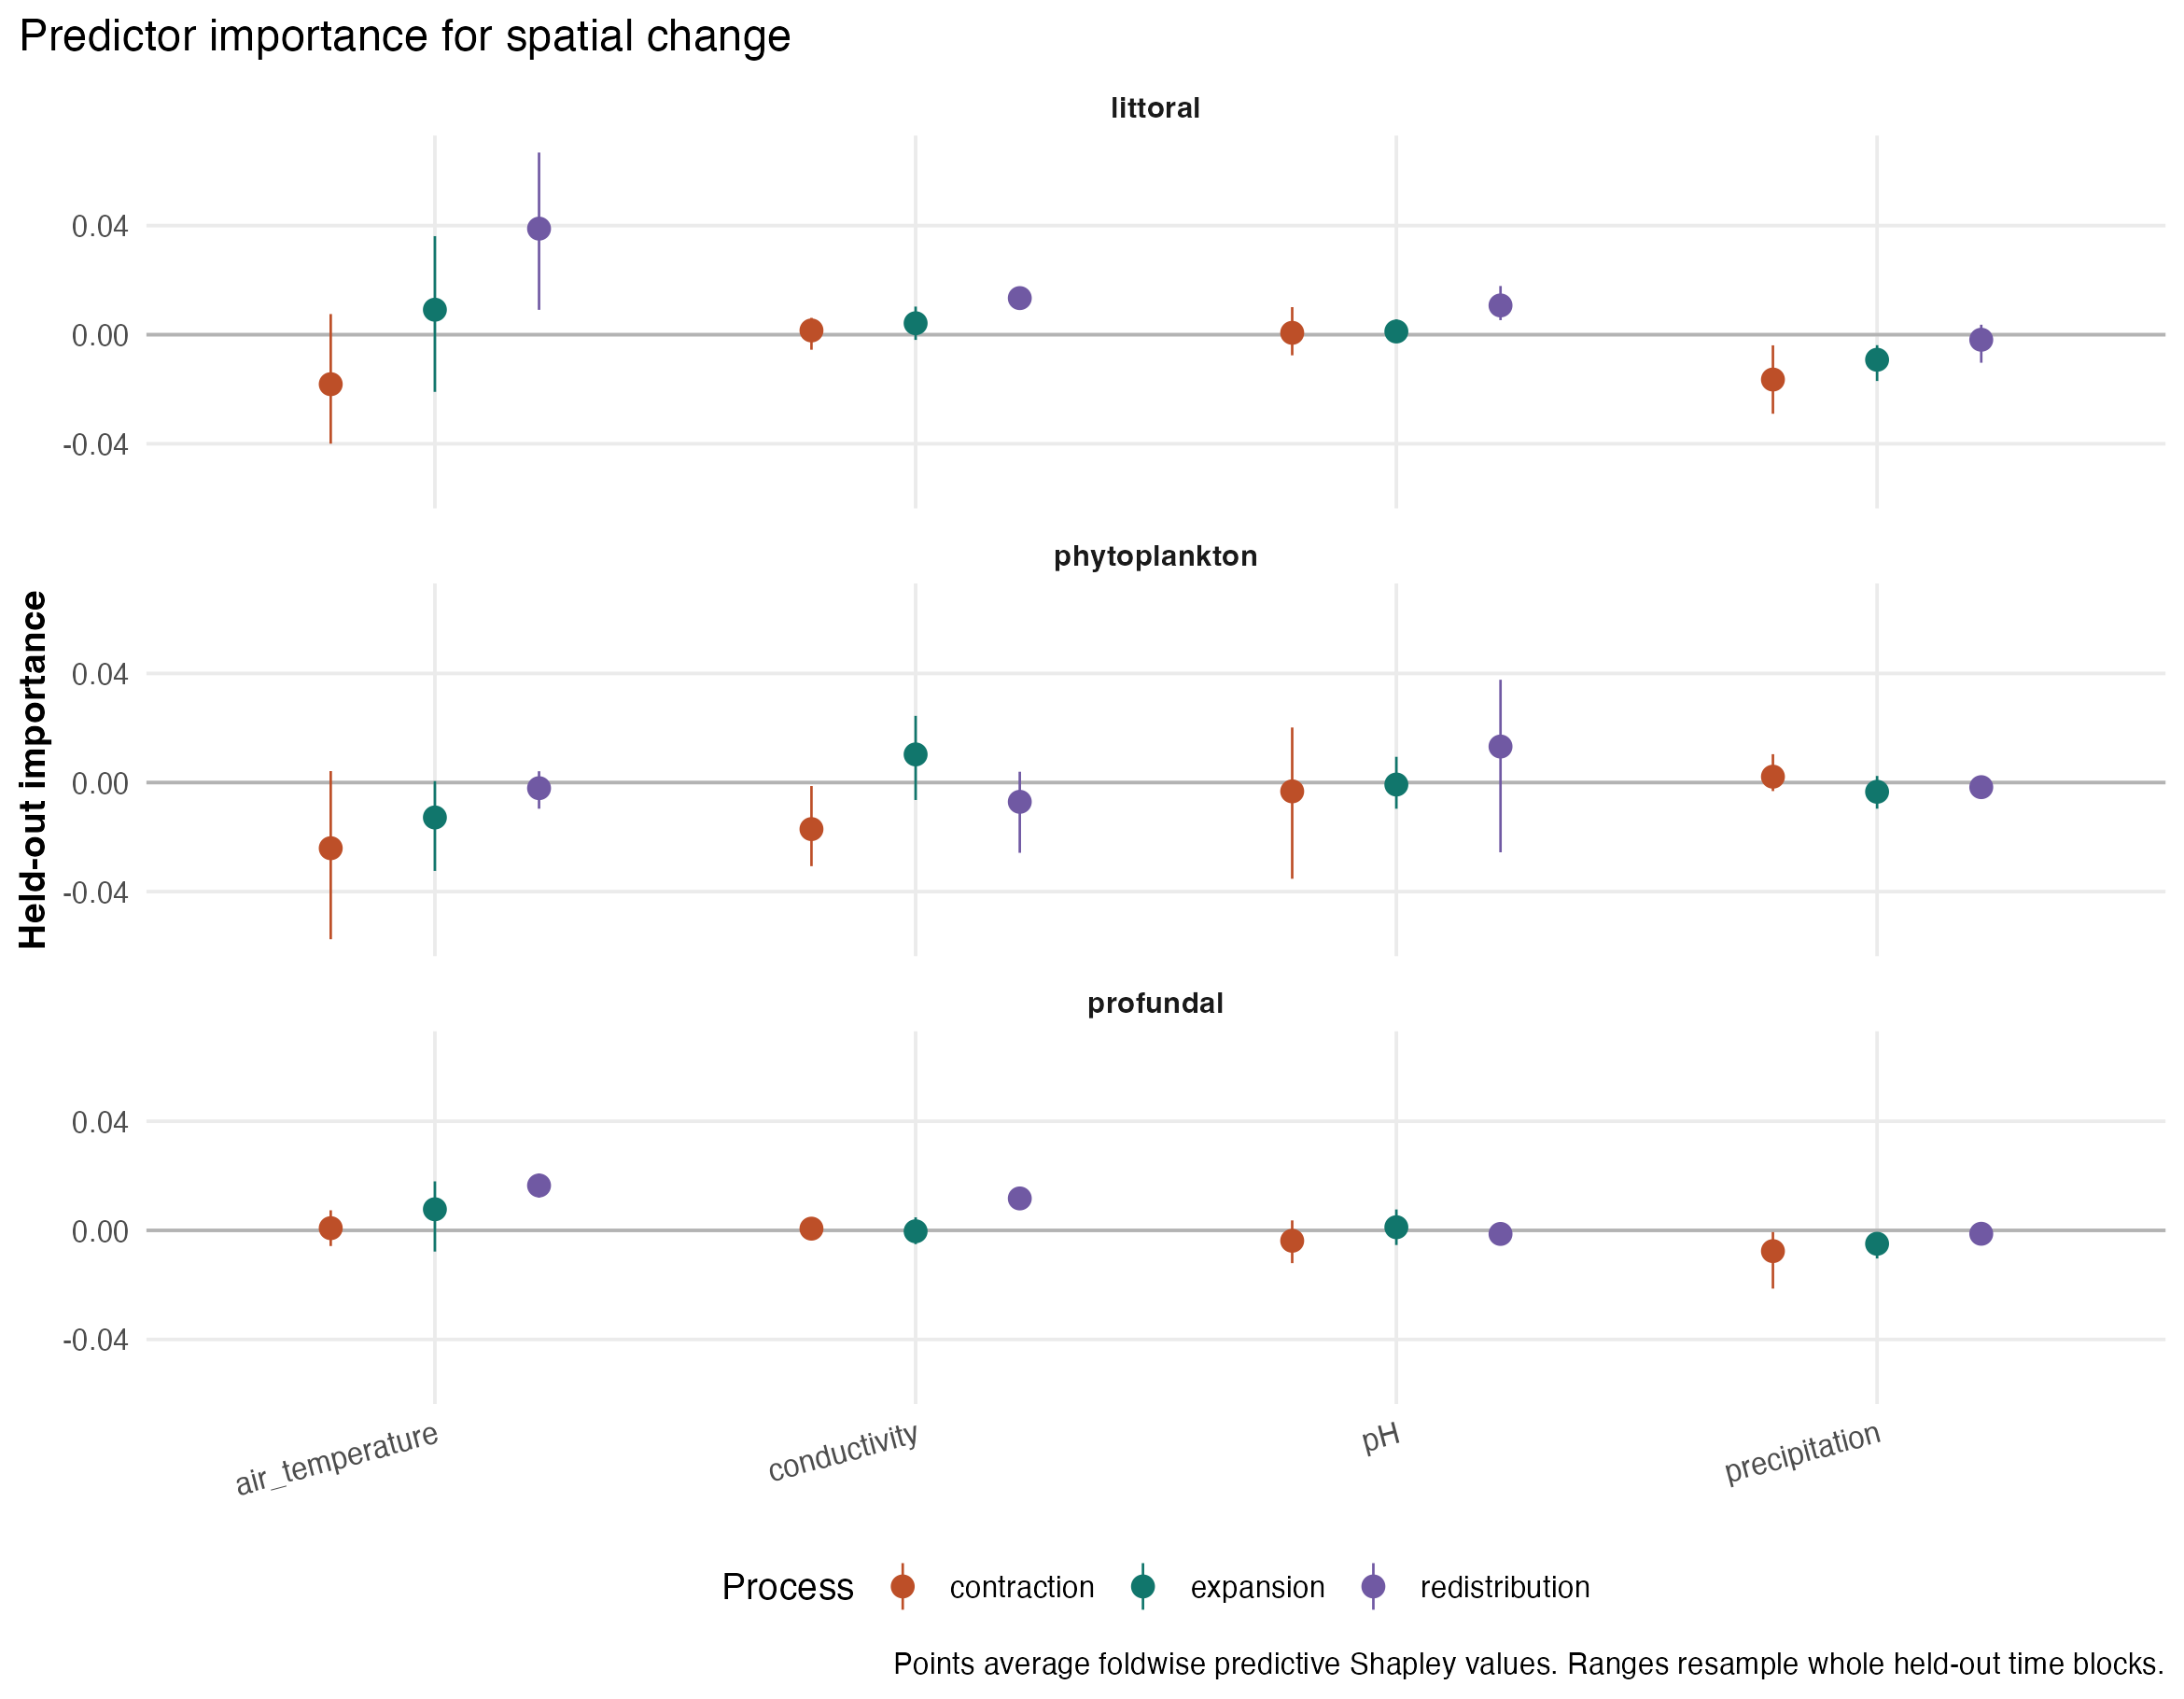 Predictor importance for spatial change
littoral
0.04
0.00
-0.04
phytoplankton
Held-out importance
0.04
0.00
-0.04
profundal
0.04
0.00
-0.04
air_temperature
conductivity
pH
precipitation
Process contraction expansion redistribution
Points average foldwise predictive Shapley values. Ranges resample whole held-out time blocks.